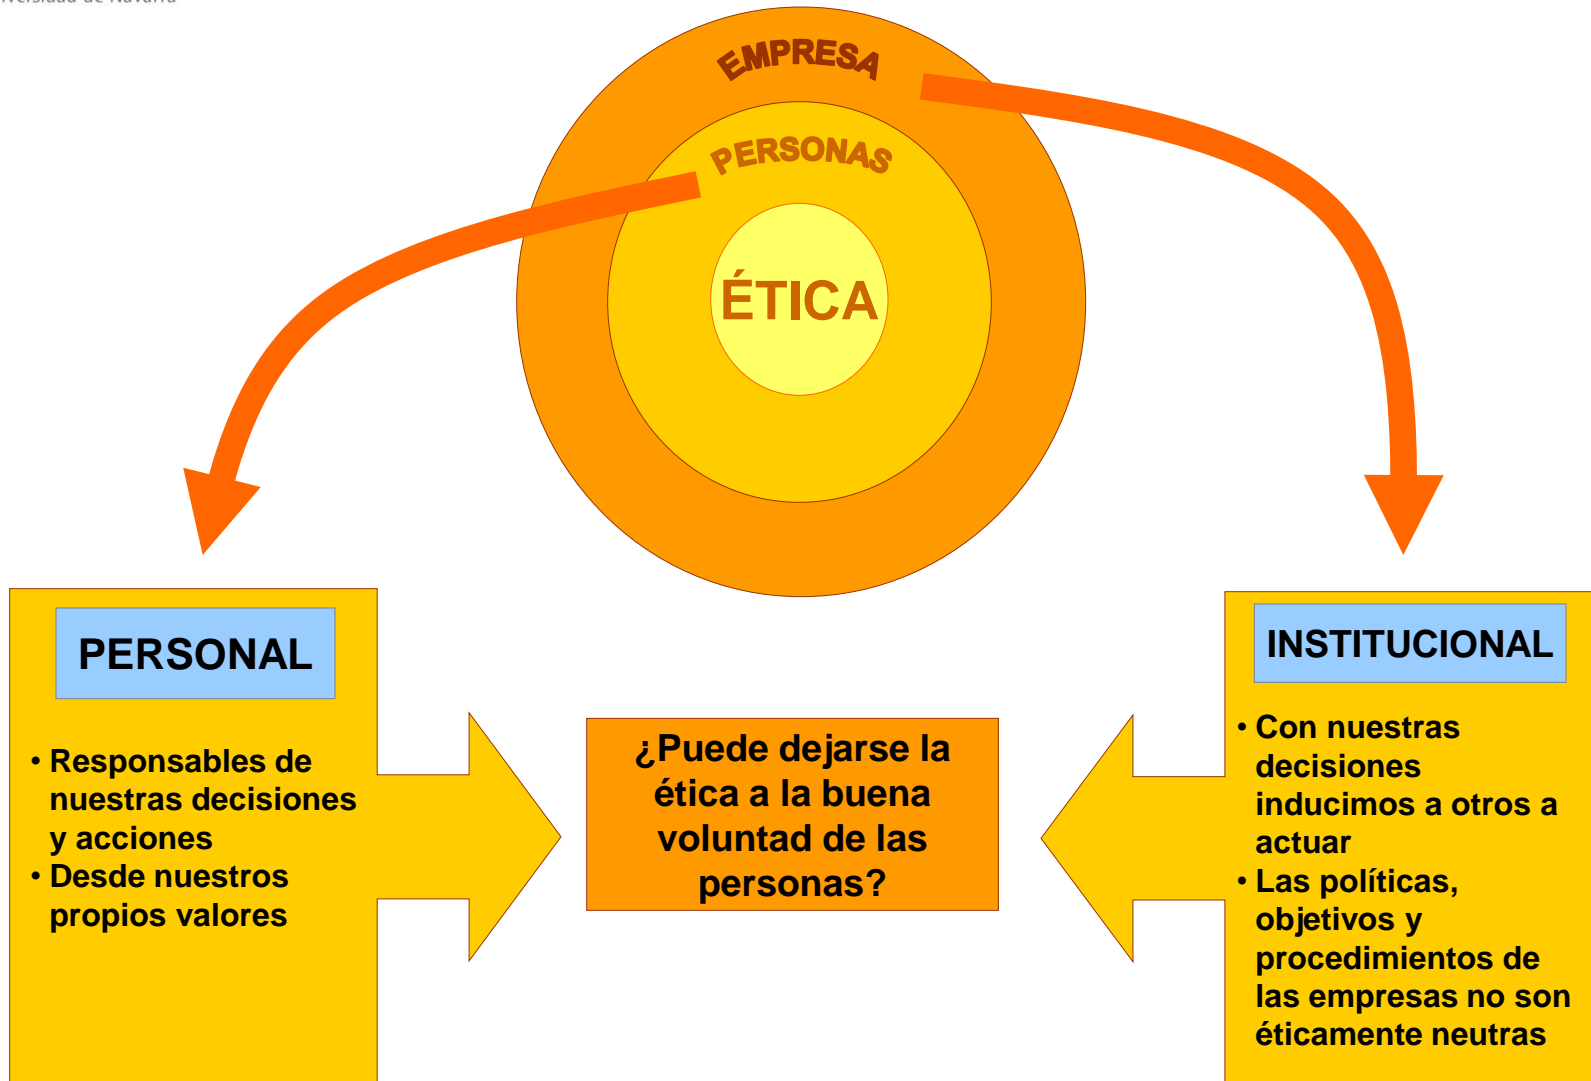 de Navarra
EMPRESA
PERSONAS
ÉTICA
PERSONAL
• Responsables de
nuestras decisiones
y acciones
• Desde nuestros
propios valores
¿Puede dejarse la
ética a la buena
voluntad de las
personas?
INSTITUCIONAL
• Con nuestras
decisiones
inducimos a otros a
actuar
• Las políticas,
objetivos y
procedimientos de
las empresas no son
éticamente neutras